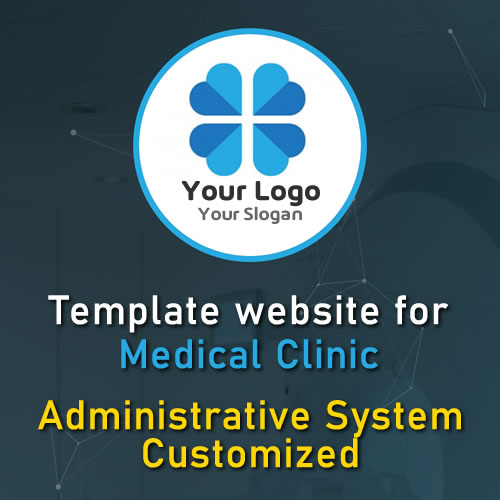 Your Logo
Your Slogan
Template website for
Medical Clinic
Administrative System
Customized